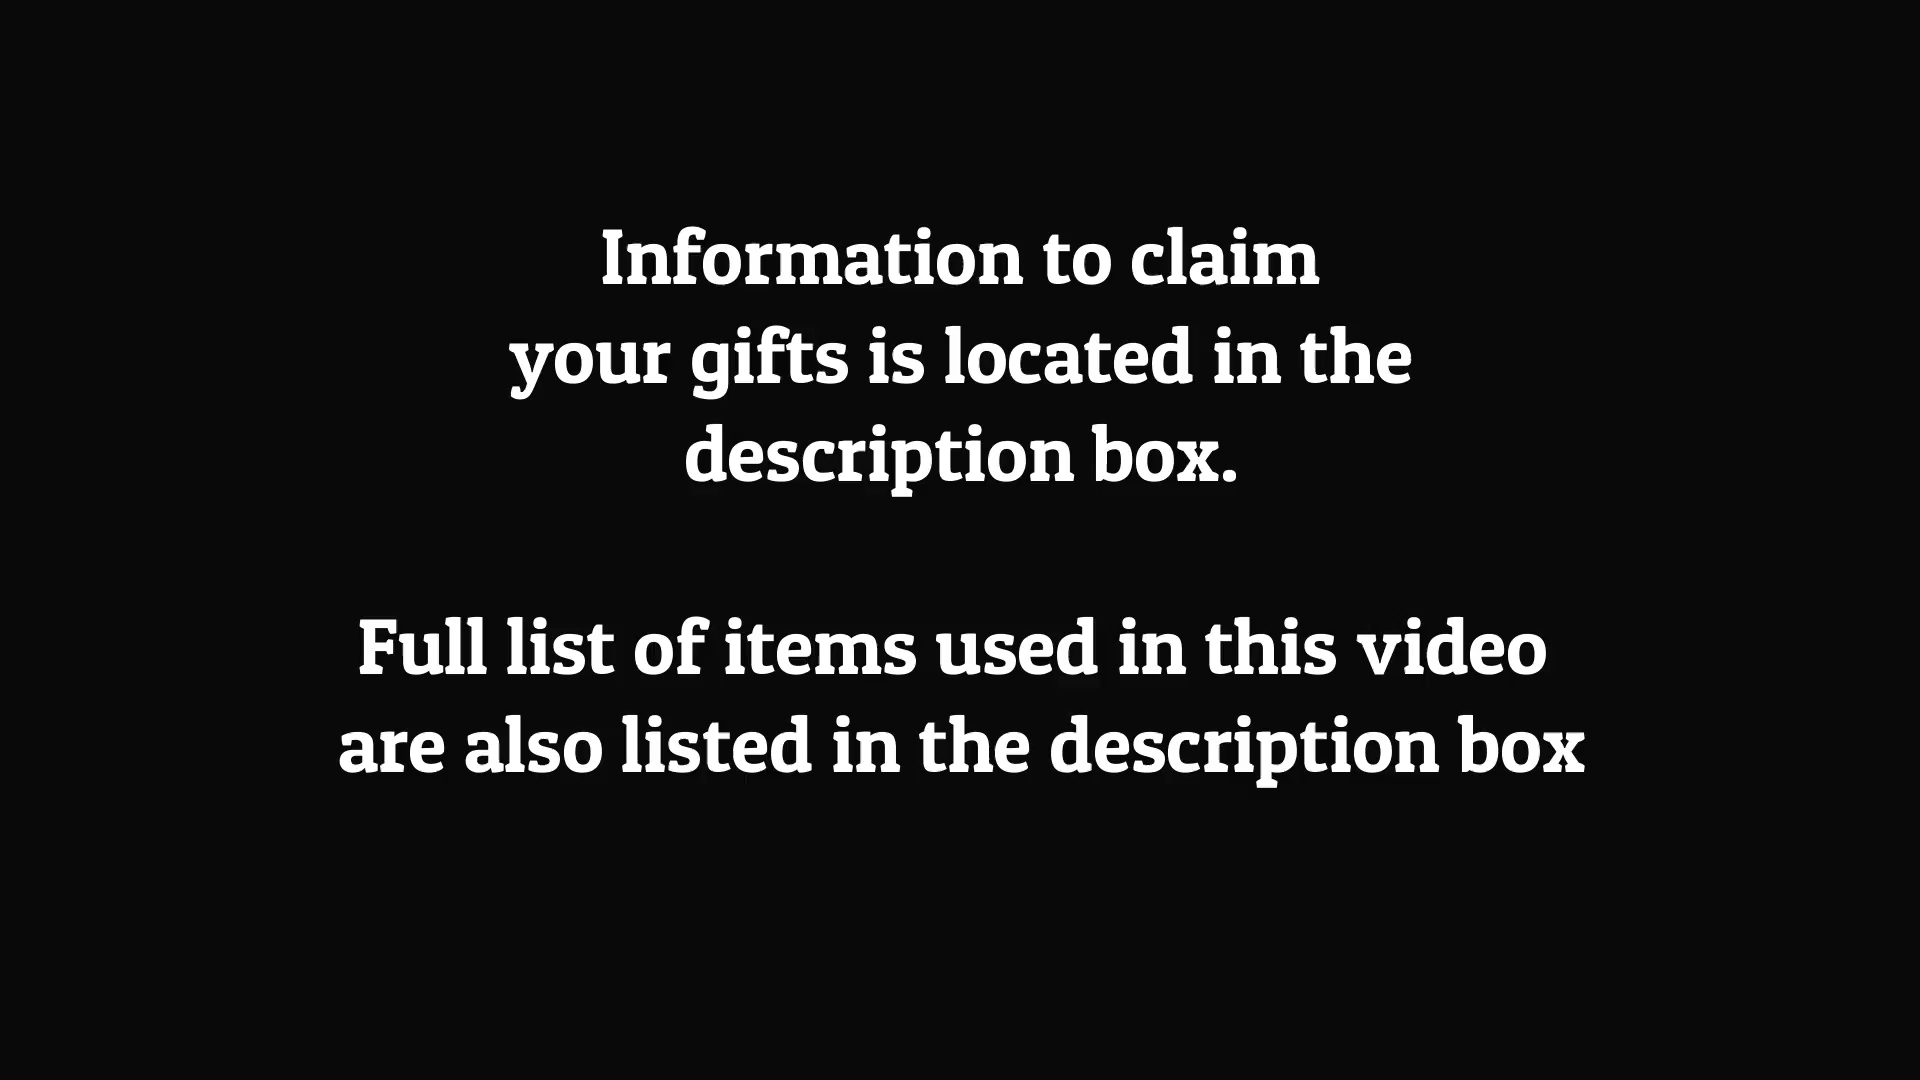 Information to claim
your gifts is located in the
description box.
Full list of items used in this video
are also listed in the description box